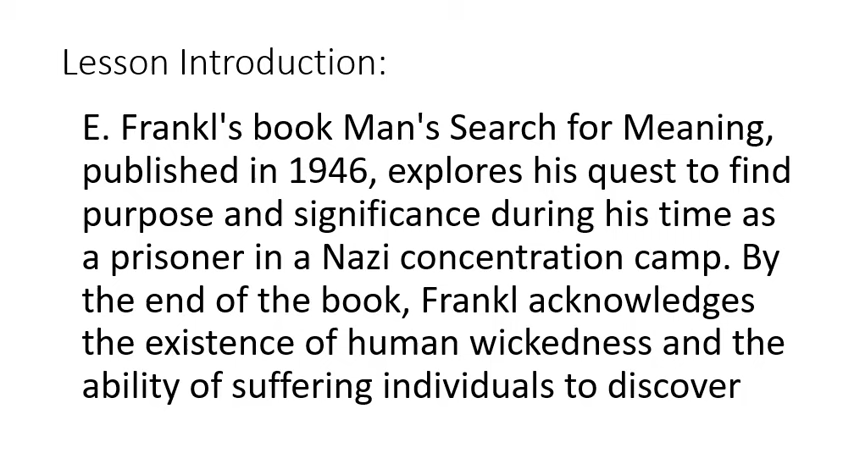 Lesson Introduction:
E. Frankl's book Man's Search for Meaning,
published in 1946, explores his quest to find
purpose and significance during his time as
a prisoner in a Nazi concentration camp. By
the end of the book, Frankl acknowledges
the existence of human wickedness and the
ability of suffering individuals to discover